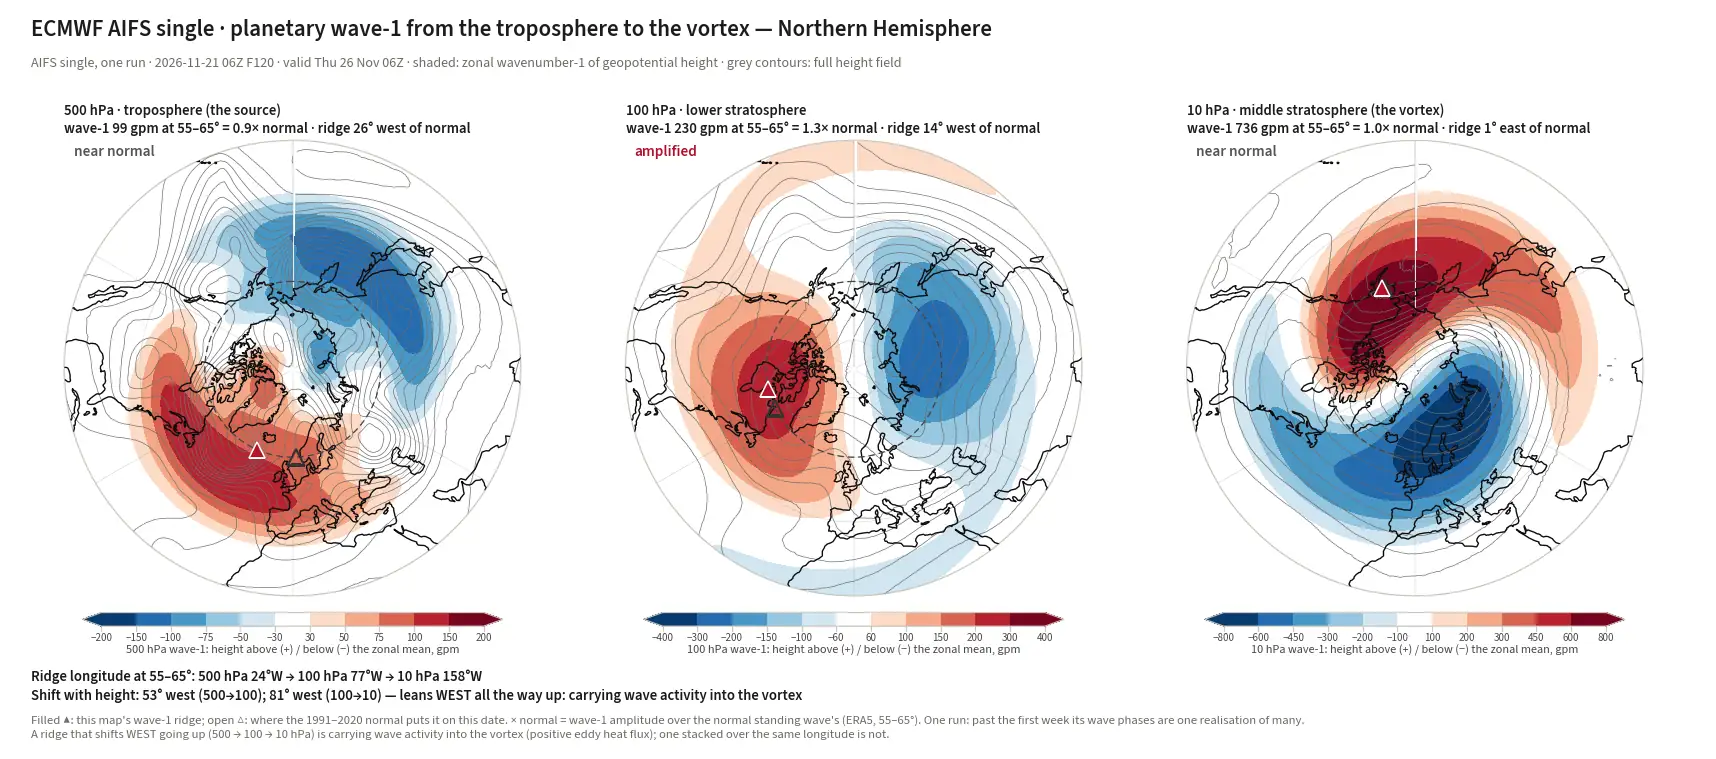 ECMWF AIFS single · planetary wave-1 from the troposphere to the vortex — Northern Hemisphere
AIFS single, one run · 2026-11-21 06Z F120 · valid Thu 26 Nov 06Z · shaded: zonal wavenumber-1 of geopotential height · grey contours: full height field
500 hPa · troposphere (the source)
wave-1 99 gpm at 55–65° = 0.9× normal · ridge 26° west of normal
near normal
100 hPa · lower stratosphere
wave-1 230 gpm at 55–65° = 1.3× normal · ridge 14° west of normal
amplified
10 hPa · middle stratosphere (the vortex)
wave-1 736 gpm at 55–65° = 1.0× normal · ridge 1° east of normal
near normal
−200 −150 −100 −75 −50 −30 30 50 75 100 150 200
500 hPa wave-1: height above (+) / below (−) the zonal mean, gpm
−400 −300 −200 −150 −100 −60 60 100 150 200 300 400
100 hPa wave-1: height above (+) / below (−) the zonal mean, gpm
−800 −600 −450 −300 −200 −100 100 200 300 450 600 800
10 hPa wave-1: height above (+) / below (−) the zonal mean, gpm
Ridge longitude at 55–65°: 500 hPa 24°W → 100 hPa 77°W → 10 hPa 158°W
Shift with height: 53° west (500→100); 81° west (100→10) — leans WEST all the way up: carrying wave activity into the vortex
Filled ▲: this map's wave-1 ridge; open △: where the 1991–2020 normal puts it on this date. × normal = wave-1 amplitude over the normal standing wave's (ERA5, 55–65°). One run: past the first week its wave phases are one realisation of many.
A ridge that shifts WEST going up (500 → 100 → 10 hPa) is carrying wave activity into the vortex (positive eddy heat flux); one stacked over the same longitude is not.